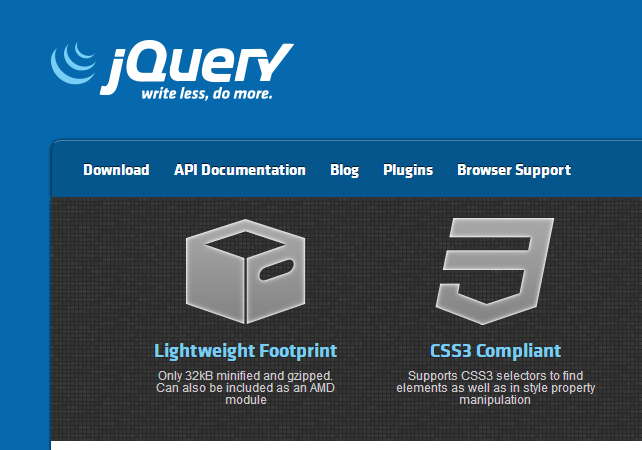 jQuery
write less, do more.
Download API Documentation Blog Plugins Browser Support
Lightweight Footprint
Only 32kB minified and gzipped.
Can also be included as an AMD
module
CSS3 Compliant
Supports CSS3 selectors to find
elements as well as in style property
manipulation